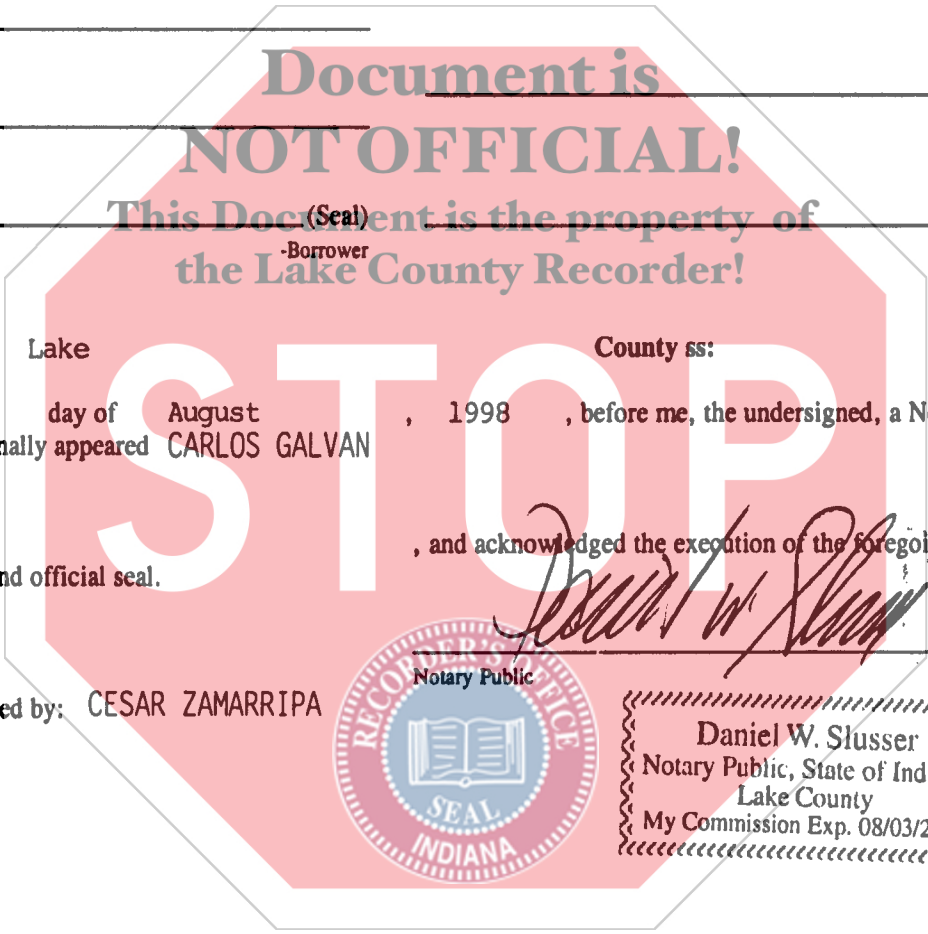 Document is
NOT OFFICIAL!
(Seal)
This Document is the property of
-Borrower
the Lake County Recorder!
Lake County ss:
STOP
day of August , 1998 , before me, the undersigned, a N
nally appeared CARLOS GALVAN
, and acknowledged the execution of the foregoi
nd official seal.
Daniel W. Slusser
Notary Public
ed by: CESAR ZAMARRIPA
RECORDER'S OFFICE
SEAL
INDIANA
Daniel W. Slusser
Notary Public, State of Ind
Lake County
My Commission Exp. 08/03/2